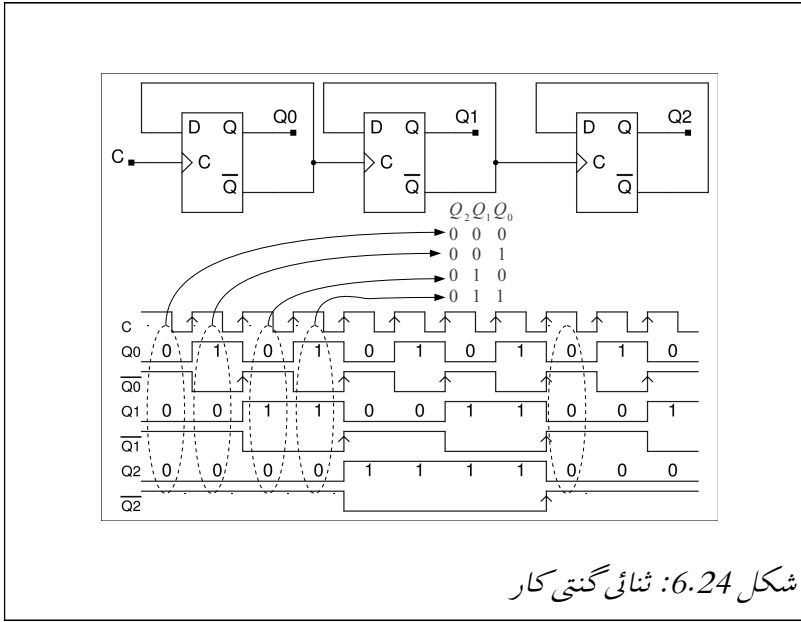 Q0 Q1 Q2
D Q D Q D Q
C C C C
Q̅ Q̅ Q̅
Q₂ Q₁ Q₀
0 0 0
0 0 1
0 1 0
0 1 1
C
Q0 0 1 0 1 0 1 0 1 0 1 0
Q̅0̅
Q1 0 0 1 1 0 0 1 1 0 0 1
Q̅1̅
Q2 0 0 0 0 1 1 1 1 0 0 0
Q̅2̅
شکل 6.24: ثنائی گنتی کار